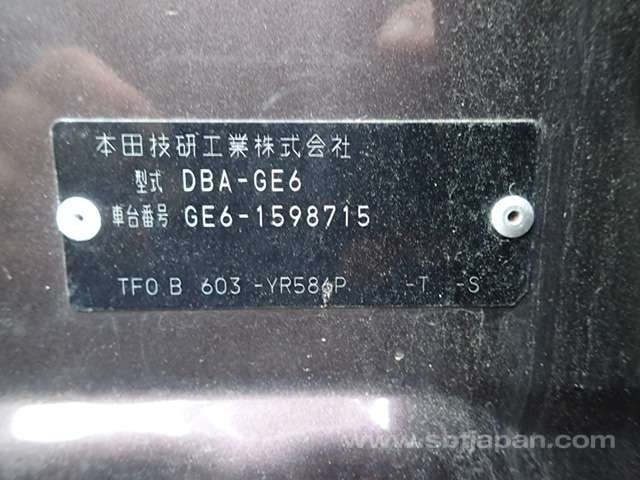 本田技研工業株式会社
型式 DBA-GE6
車台番号 GE6-1598715
TF0 B 603 -YR586P -T -S
www.sbtjapan.com